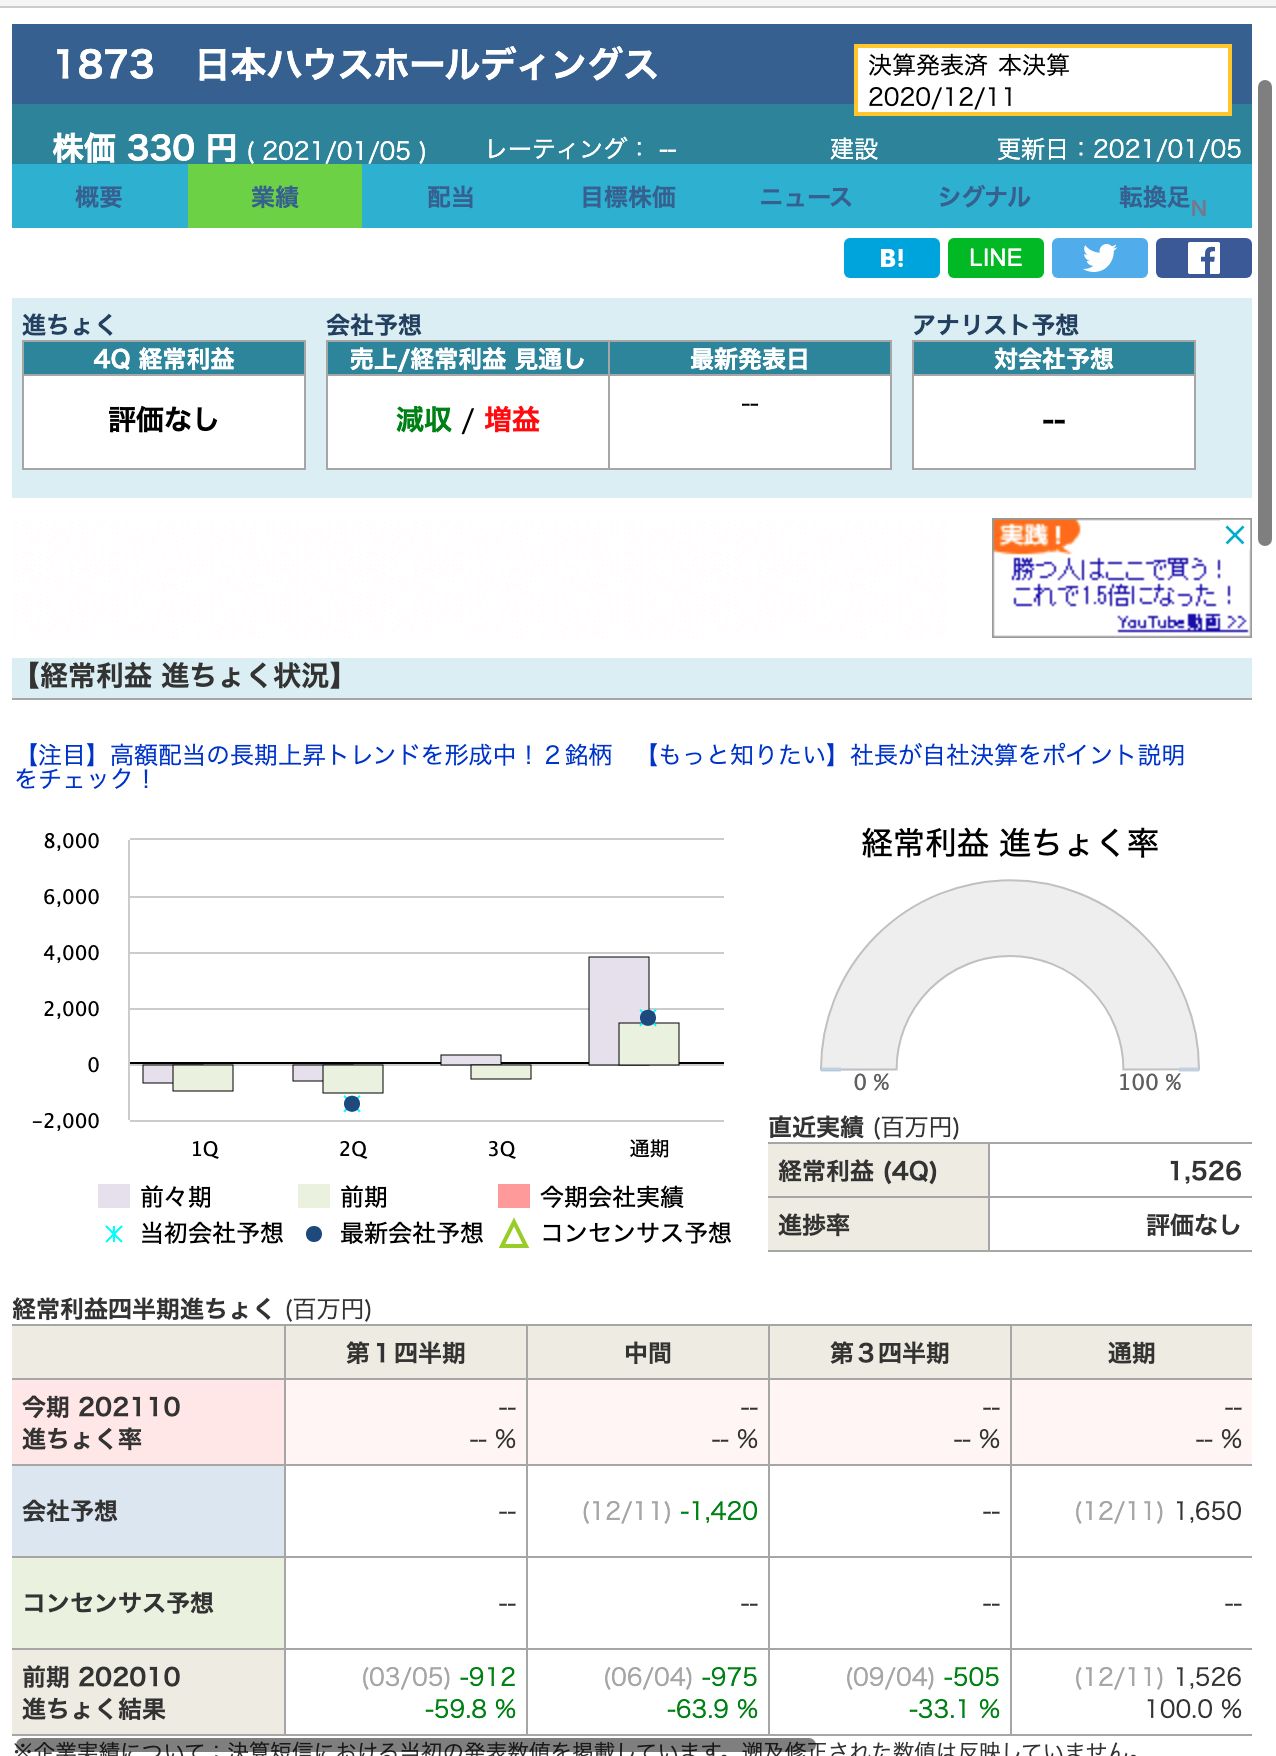 1873 日本ハウスホールディングス
決算発表済 本決算
2020/12/11
株価 330 円 ( 2021/01/05 ) レーティング： -- 建設 更新日：2021/01/05
概要 業績 配当 目標株価 ニュース シグナル 転換足N
B! LINE
進ちょく 会社予想 アナリスト予想
4Q 経常利益 売上/経常利益 見通し 最新発表日 対会社予想
評価なし 減収 / 増益 -- --
実践！
勝つ人はここで買う！
これで1.5倍になった！
YouTube動画 >>
【経常利益 進ちょく状況】
【注目】高額配当の長期上昇トレンドを形成中！２銘柄 【もっと知りたい】社長が自社決算をポイント説明
をチェック！
経常利益 進ちょく率
8,000
6,000
4,000
2,000
0
−2,000
1Q 2Q 3Q 通期
0 % 100 %
前々期 前期 今期会社実績
当初会社予想 最新会社予想 コンセンサス予想
直近実績 (百万円)
経常利益 (4Q) 1,526
進捗率 評価なし
経常利益四半期進ちょく (百万円)
第１四半期 中間 第３四半期 通期
今期 202110 -- -- -- --
進ちょく率 -- % -- % -- % -- %
会社予想 -- (12/11) -1,420 -- (12/11) 1,650
コンセンサス予想 -- -- -- --
前期 202010 (03/05) -912 (06/04) -975 (09/04) -505 (12/11) 1,526
進ちょく結果 -59.8 % -63.9 % -33.1 % 100.0 %
※企業実績について：決算短信における当初の発表数値を掲載しています。遡及修正された数値は反映していません。